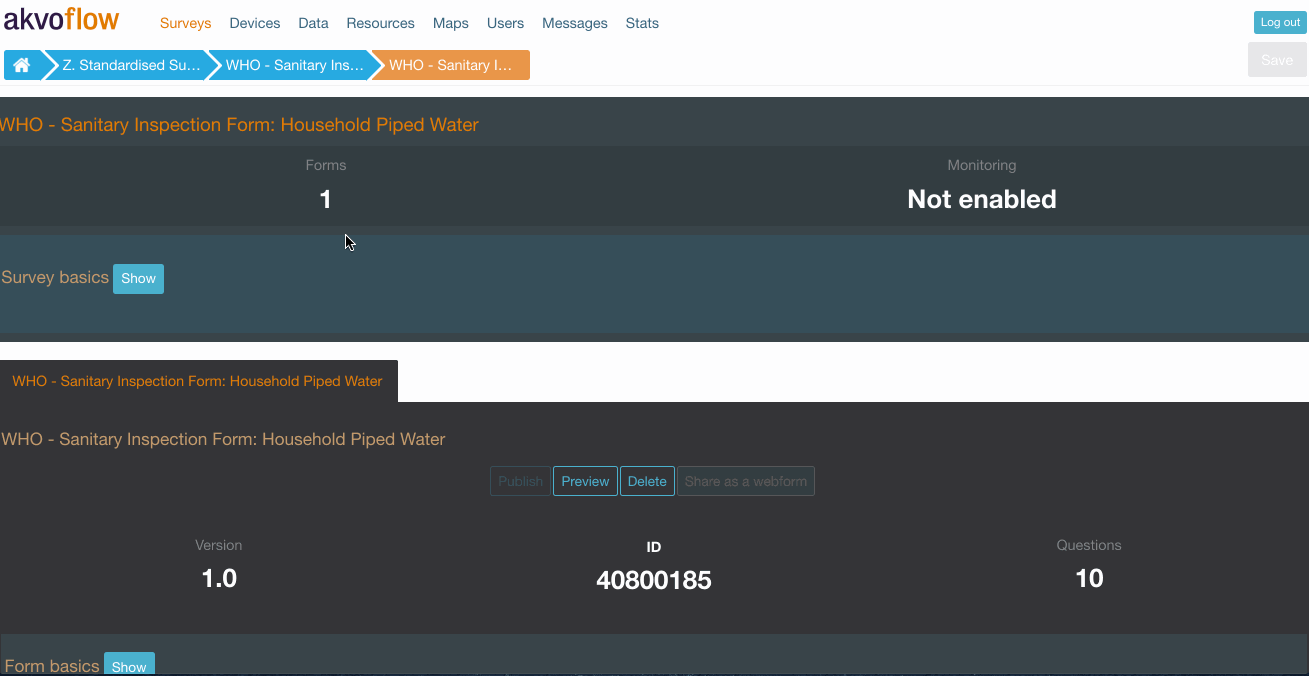 akvoflow Surveys Devices Data Resources Maps Users Messages Stats Log out
Z. Standardised Su... WHO - Sanitary Ins... WHO - Sanitary I... Save
WHO - Sanitary Inspection Form: Household Piped Water
Forms Monitoring
1 Not enabled
Survey basics Show
WHO - Sanitary Inspection Form: Household Piped Water
WHO - Sanitary Inspection Form: Household Piped Water
Publish Preview Delete Share as a webform
Version ID Questions
1.0 40800185 10
Form basics Show